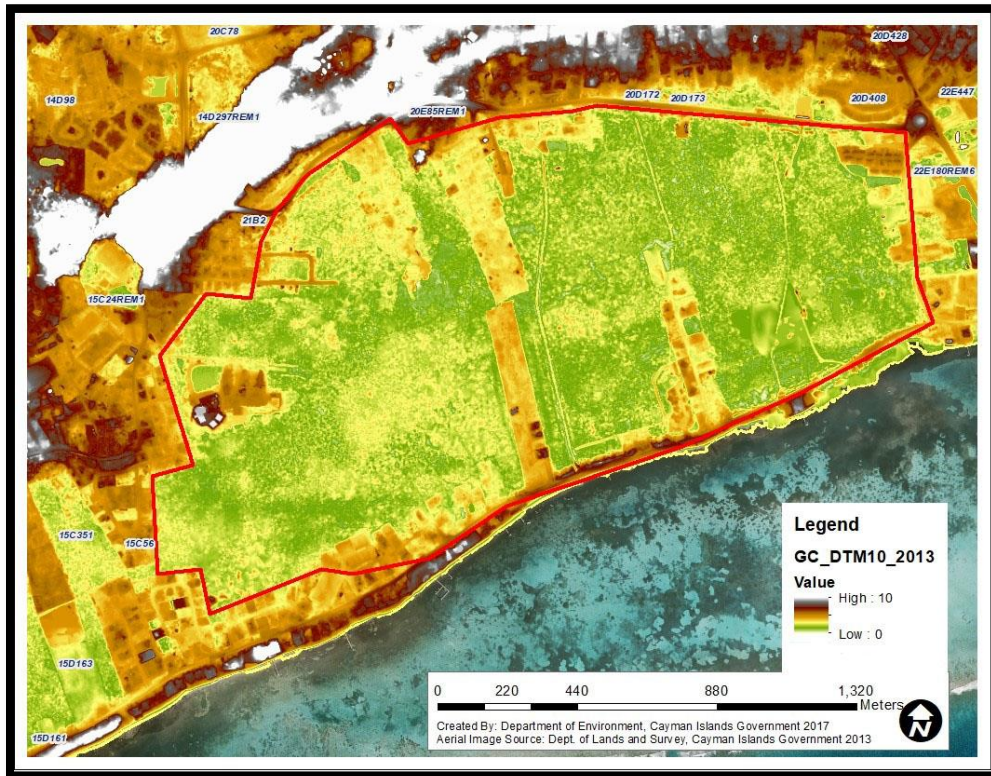 20C78
20D428
14D98
20D172
20D173
20D408
22E447
20E85REM1
14D297REM1
22E180REM6
21B2
15C24REM1
15C351
15C56
15D163
15D161
Legend
GC_DTM10_2013
Value
High : 10
Low : 0
0 220 440 880 1,320
Meters
Created By: Department of Environment, Cayman Islands Government 2017
Aerial Image Source: Dept. of Lands and Survey, Cayman Islands Government 2013
N